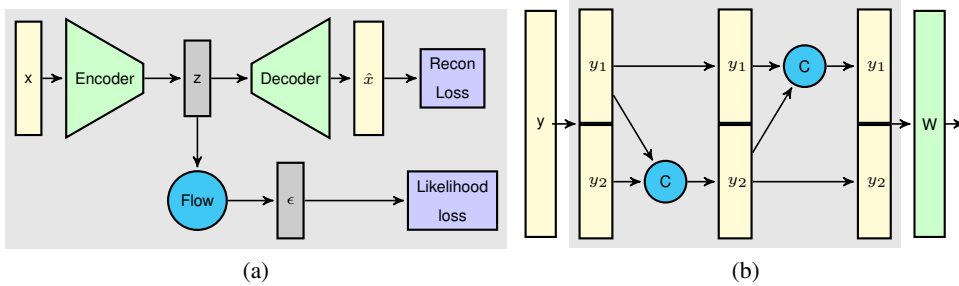 x
Encoder
z
Decoder
x̂
Recon
Loss
Flow
ϵ
Likelihood
loss
(a)
y
y₁
y₂
C
y₁
y₂
C
y₁
y₂
W
(b)